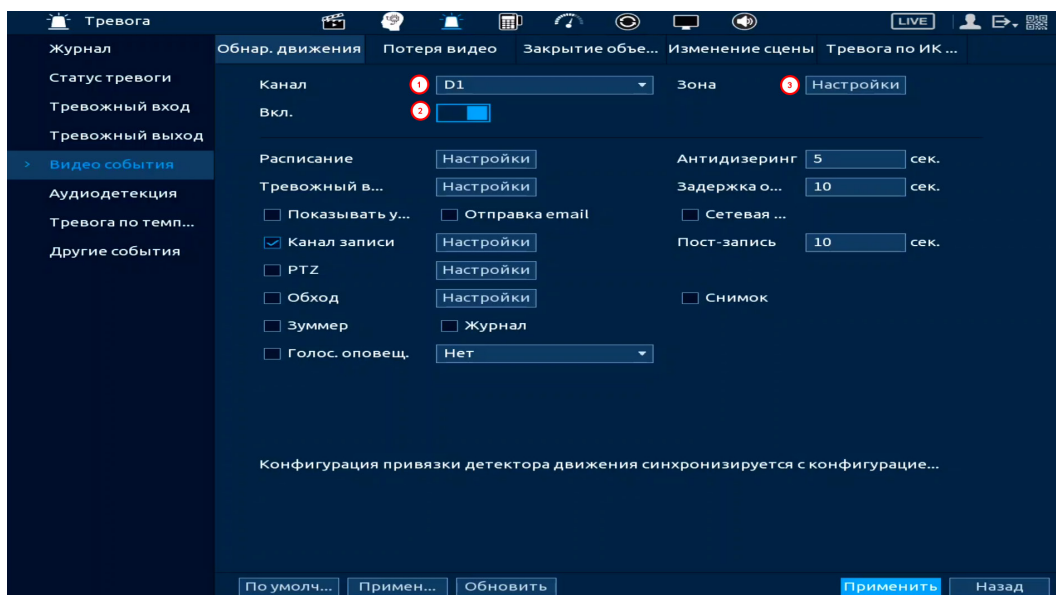 Тревога
LIVE
Журнал
Статус тревоги
Тревожный вход
Тревожный выход
> Видео события
Аудиодетекция
Тревога по темп...
Другие события
Обнар. движения Потеря видео Закрытие объе... Изменение сцены Тревога по ИК ...
Канал 1 D1 Зона 3 Настройки
Вкл. 2
Расписание Настройки Антидизеринг 5 сек.
Тревожный в... Настройки Задержка о... 10 сек.
Показывать у... Отправка email Сетевая ...
Канал записи Настройки Пост-запись 10 сек.
PTZ Настройки
Обход Настройки Снимок
Зуммер Журнал
Голос. оповещ. Нет
Конфигурация привязки детектора движения синхронизируется с конфигурацие...
По умолч... Примен... Обновить Применить Назад